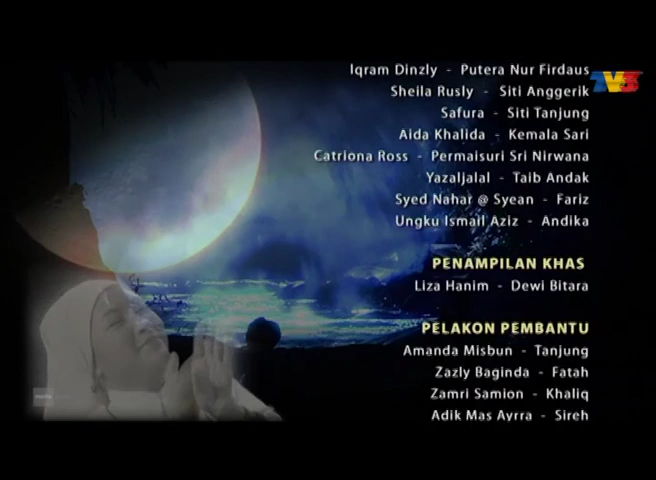 Iqram Dinzly - Putera Nur Firdaus
TV3
Sheila Rusly - Siti Anggerik
Safura - Siti Tanjung
Aida Khalida - Kemala Sari
Catriona Ross - Permaisuri Sri Nirwana
Yazaljalal - Taib Andak
Syed Nahar @ Syean - Fariz
Ungku Ismail Aziz - Andika
PENAMPILAN KHAS
Liza Hanim - Dewi Bitara
PELAKON PEMBANTU
Amanda Misbun - Tanjung
Zazly Baginda - Fatah
Zamri Samion - Khaliq
Adik Mas Ayrra - Sireh